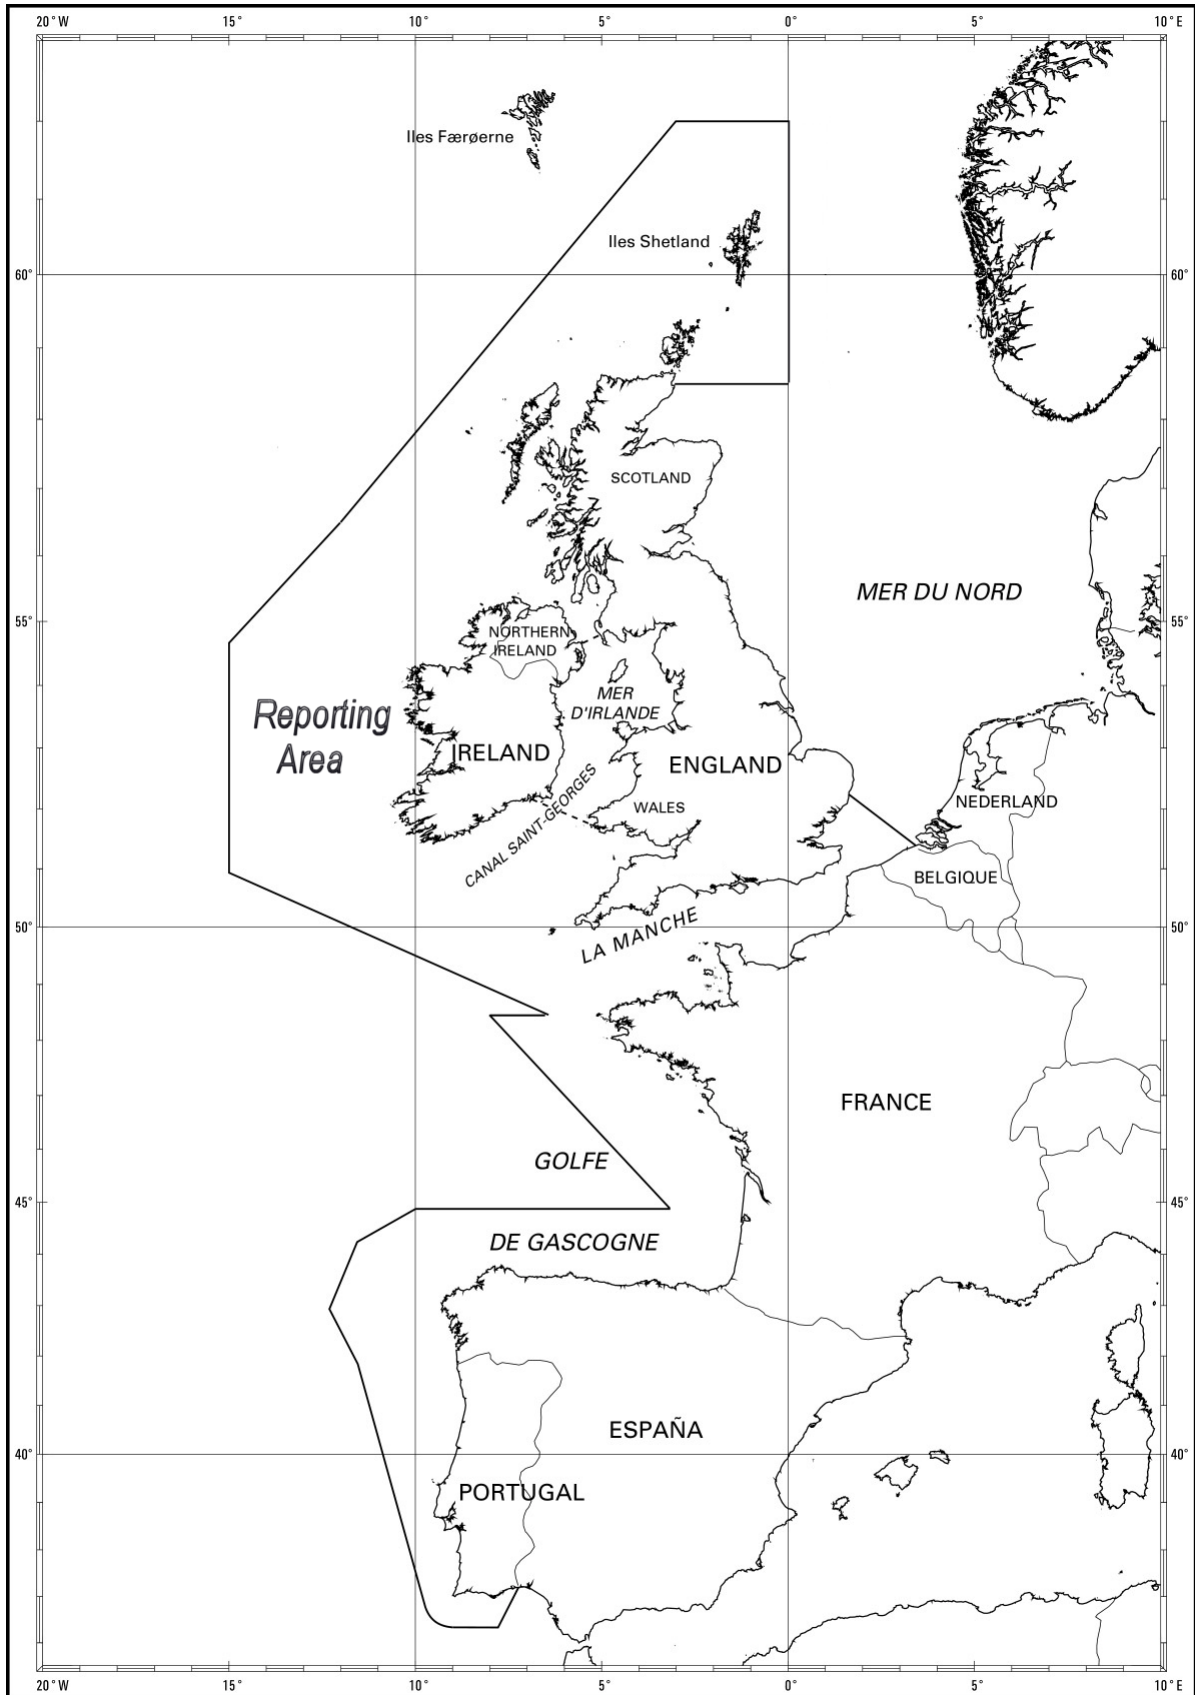 20° W 15° 10° 5° 0° 5° 10° E
Iles Færøerne
Iles Shetland
60° 60°
SCOTLAND
MER DU NORD
55° 55°
NORTHERN
IRELAND
MER
D'IRLANDE
Reporting
Area
IRELAND
ENGLAND
NEDERLAND
WALES
CANAL SAINT-GEORGES
BELGIQUE
LA MANCHE
50° 50°
FRANCE
GOLFE
45° 45°
DE GASCOGNE
ESPAÑA
40° 40°
PORTUGAL
20° W 15° 10° 5° 0° 5° 10° E